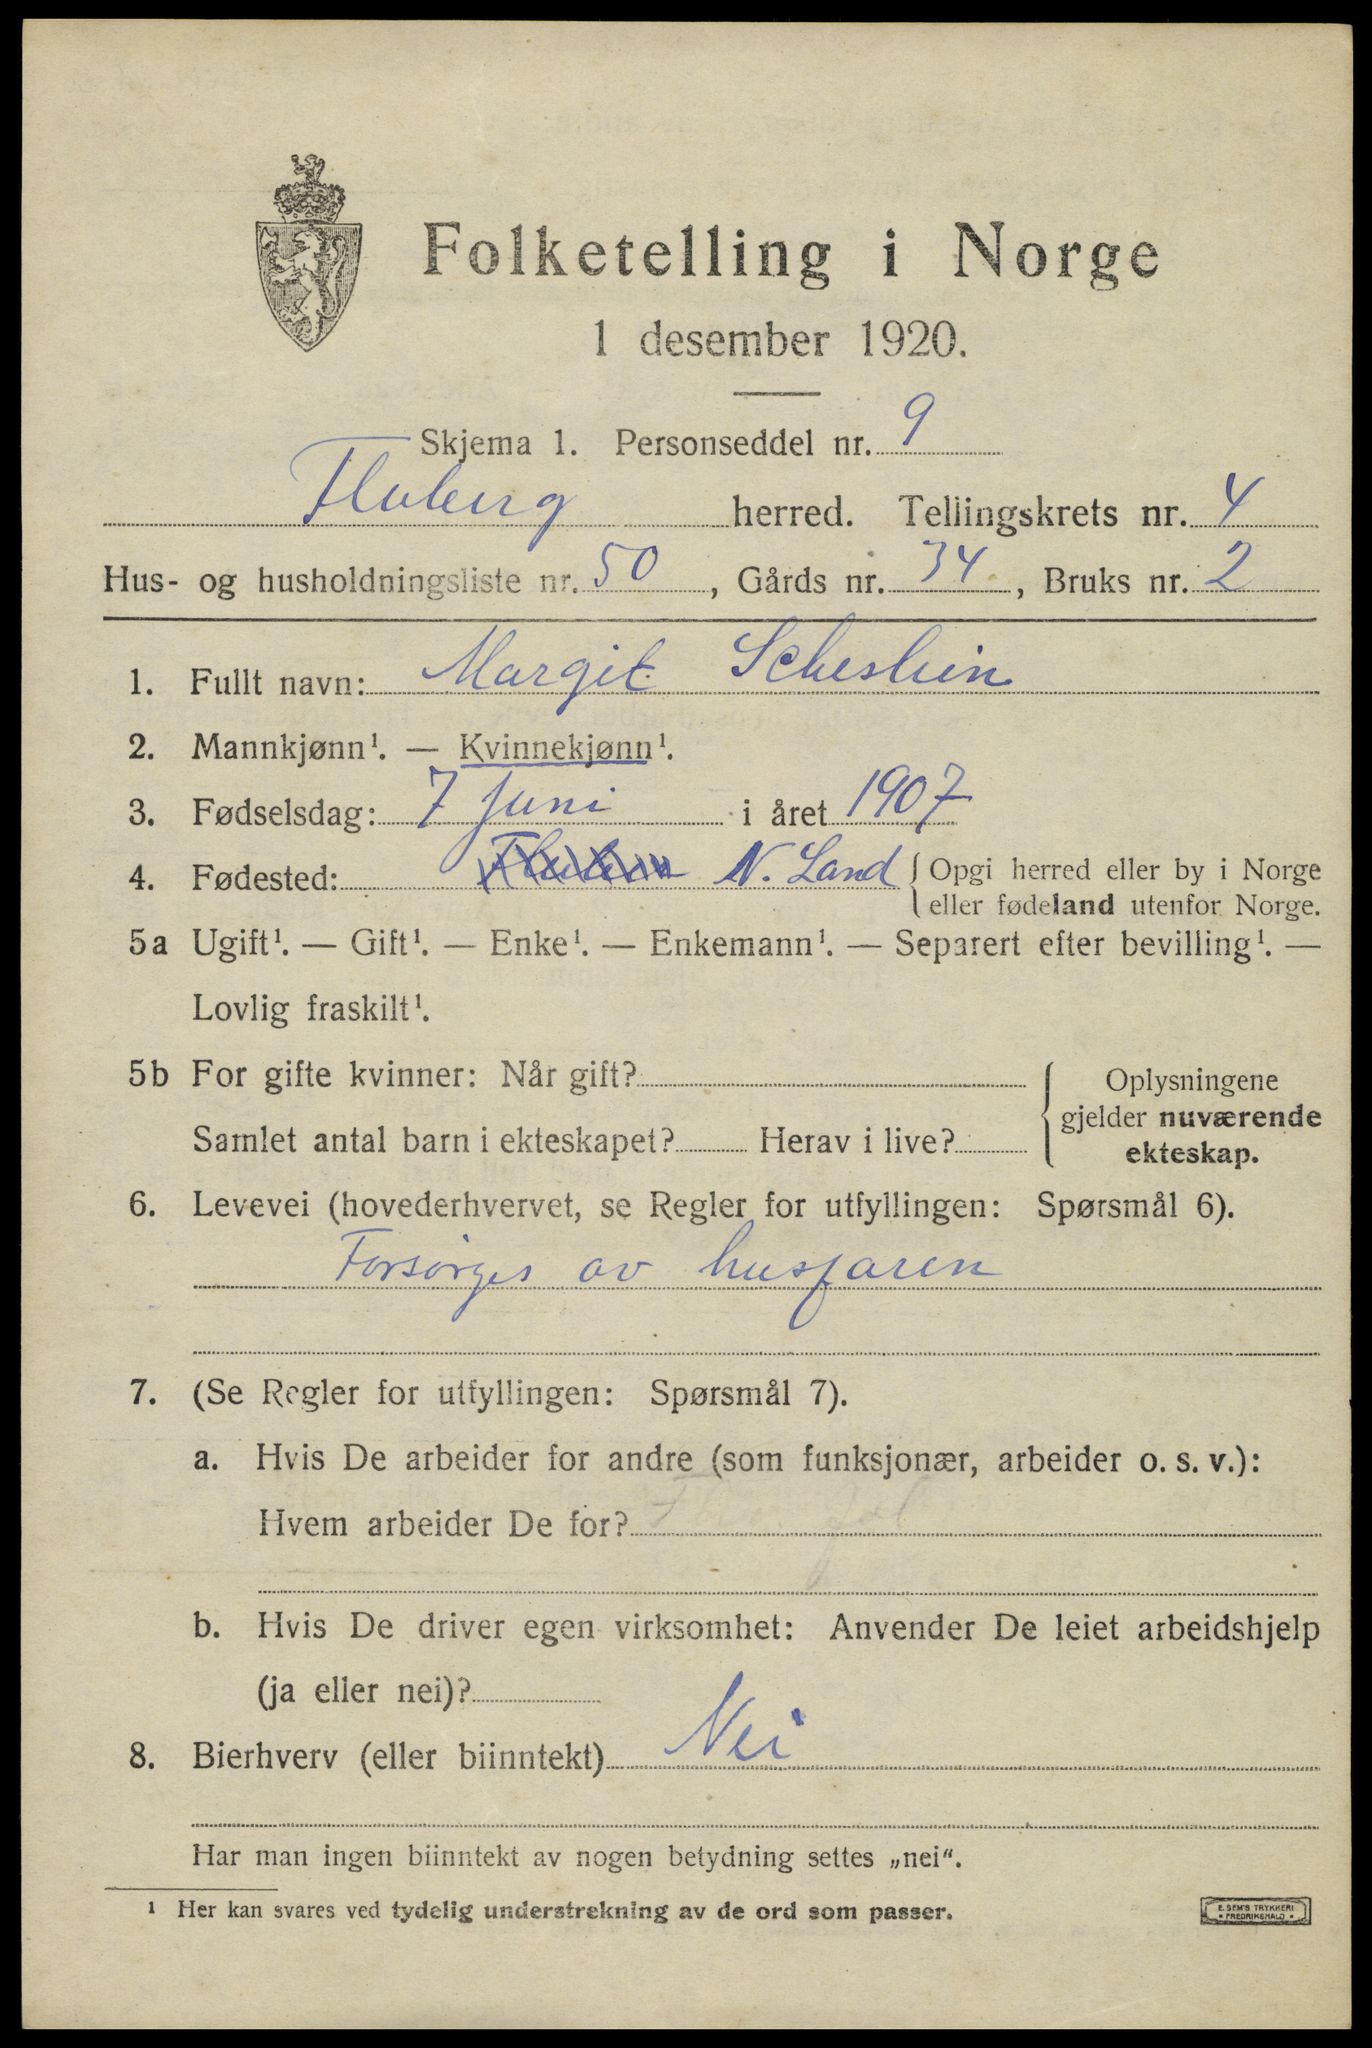 Folketelling i Norge
1 desember 1920.
Skjema 1. Personseddel nr. 9
Fluberg herred. Tellingskrets nr. 4
Hus- og husholdningsliste nr. 50, Gårds nr. 34, Bruks nr. 2
1. Fullt navn: Margit
2. Mannkjønn¹. — Kvinnekjønn¹.
3. Fødselsdag: 7 Juni i året 1907
4. Fødested: N. Land { Opgi herred eller by i Norge
eller fødeland utenfor Norge.
5a Ugift¹. — Gift¹. — Enke¹. — Enkemann¹. — Separert efter bevilling¹. —
Lovlig fraskilt¹.
5b For gifte kvinner: Når gift?
Samlet antal barn i ekteskapet? Herav i live?
Oplysningene
gjelder nuværende
ekteskap.
6. Levevei (hovederhvervet, se Regler for utfyllingen: Spørsmål 6).
Forsørges av husfaren
7. (Se Regler for utfyllingen: Spørsmål 7).
a. Hvis De arbeider for andre (som funksjonær, arbeider o. s. v.):
Hvem arbeider De for?
b. Hvis De driver egen virksomhet: Anvender De leiet arbeidshjelp
(ja eller nei)?
8. Bierhverv (eller biinntekt) Nei
Har man ingen biinntekt av nogen betydning settes „nei“.
¹ Her kan svares ved tydelig understrekning av de ord som passer.
E. SEM'S TRYKKERI
• FREDRIKSHALD •